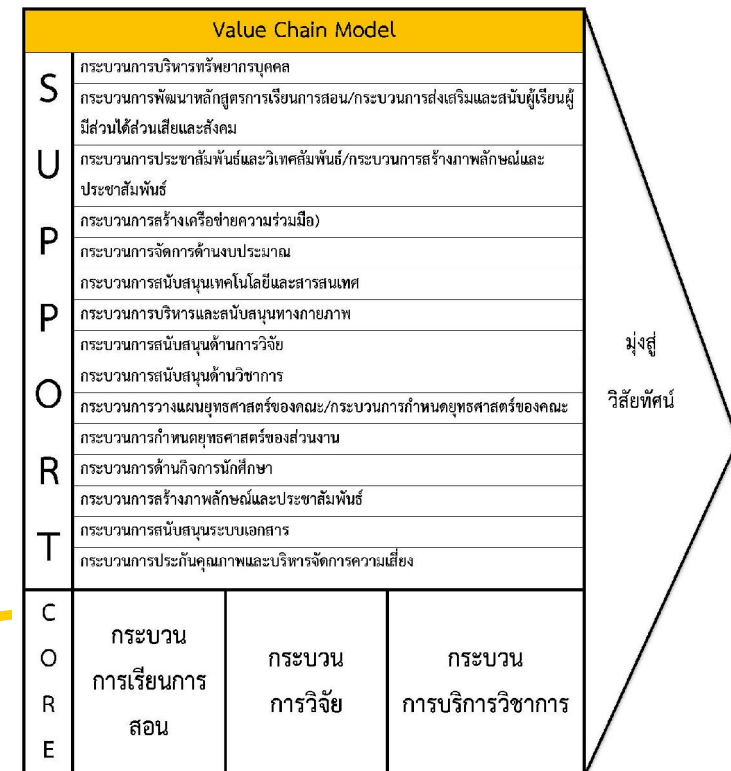 Value Chain Model
S
U
P
P
O
R
T
กระบวนการบริหารทรัพยากรบุคคล
กระบวนการพัฒนาหลักสูตรการเรียนการสอน/กระบวนการส่งเสริมและสนับผู้เรียนผู้
มีส่วนได้ส่วนเสียและสังคม
กระบวนการประชาสัมพันธ์และวิเทศสัมพันธ์/กระบวนการสร้างภาพลักษณ์และ
ประชาสัมพันธ์
กระบวนการสร้างเครือข่ายความร่วมมือ)
กระบวนการจัดการด้านงบประมาณ
กระบวนการสนับสนุนเทคโนโลยีและสารสนเทศ
กระบวนการบริหารและสนับสนุนทางกายภาพ
กระบวนการสนับสนุนด้านการวิจัย
กระบวนการสนับสนุนด้านวิชาการ
กระบวนการวางแผนยุทธศาสตร์ของคณะ/กระบวนการกำหนดยุทธศาสตร์ของคณะ
กระบวนการกำหนดยุทธศาสตร์ของส่วนงาน
กระบวนการด้านกิจการนักศึกษา
กระบวนการสร้างภาพลักษณ์และประชาสัมพันธ์
กระบวนการสนับสนุนระบบเอกสาร
กระบวนการประกันคุณภาพและบริหารจัดการความเสี่ยง
มุ่งสู่
วิสัยทัศน์
C
O
R
E
กระบวน
การเรียนการ
สอน
กระบวน
การวิจัย
กระบวน
การบริการวิชาการ